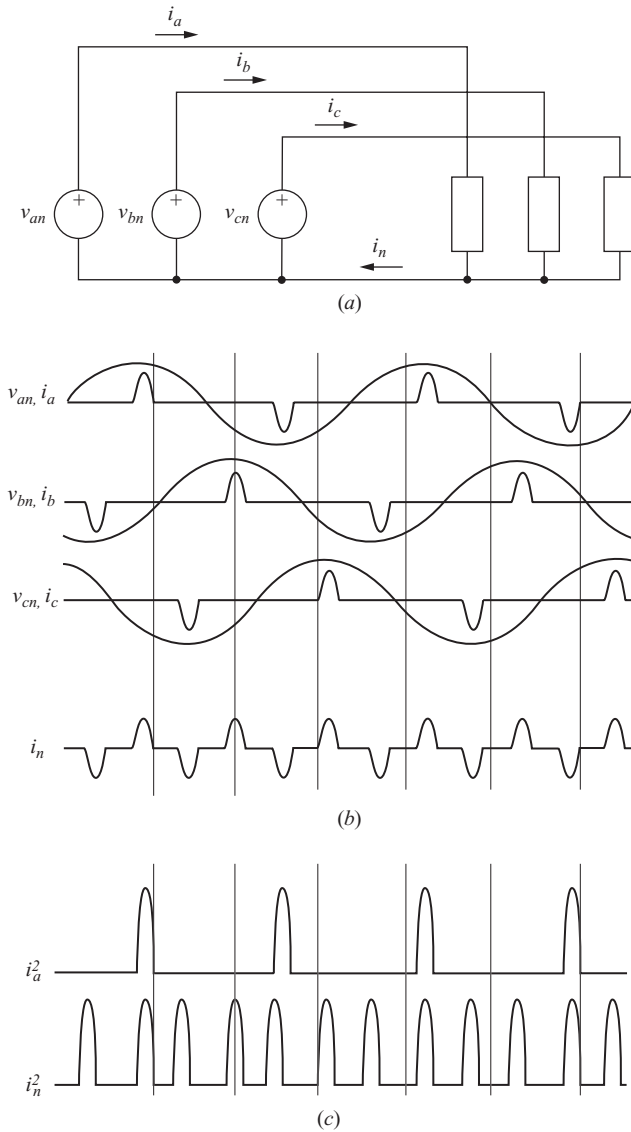 i_a
i_b
i_c
v_an + v_bn + v_cn +
i_n
(a)
v_an, i_a
v_bn, i_b
v_cn, i_c
i_n
(b)
i_a^2
i_n^2
(c)